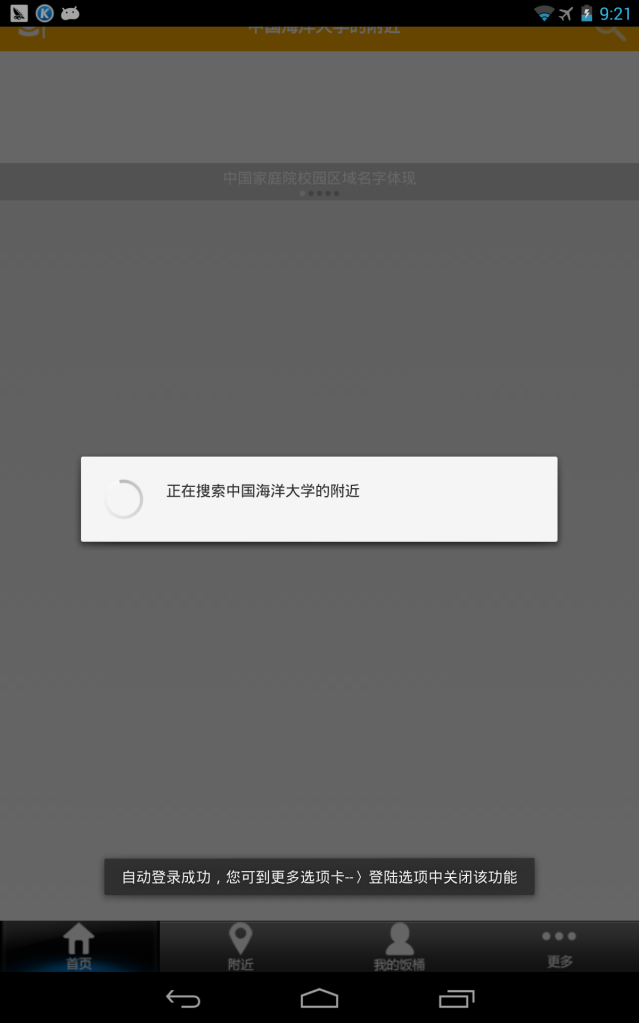 9:21
中国海洋大学的附近
中国家庭院校园区域名字体现
正在搜索中国海洋大学的附近
自动登录成功，您可到更多选项卡--〉登陆选项中关闭该功能
首页
附近
我的饭桶
更多